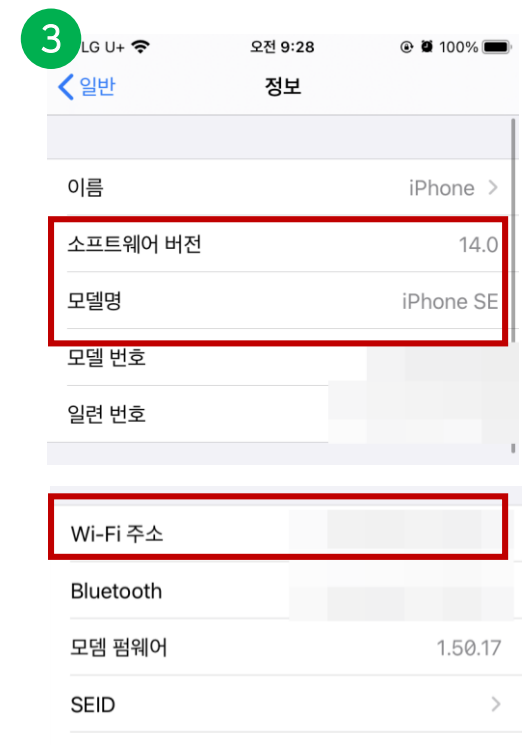 3
LG U+ 오전 9:28 100%
일반 정보
이름 iPhone
소프트웨어 버전 14.0
모델명 iPhone SE
모델 번호
일련 번호
Wi-Fi 주소
Bluetooth
모뎀 펌웨어 1.50.17
SEID